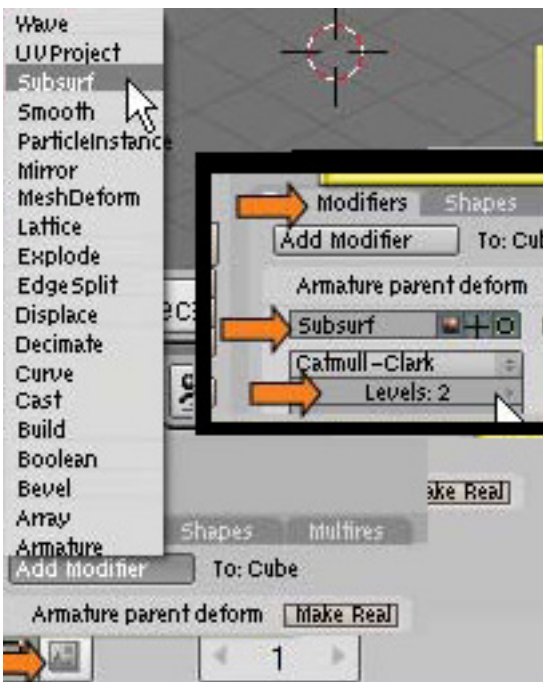 Wave
UVProject
Subsurf
Smooth
ParticleInstance
Mirror
MeshDeform
Lattice
Explode
EdgeSplit
Displace
Decimate
Curve
Cast
Build
Boolean
Bevel
Array
Armature
Modifiers Shapes
Add Modifier To: Cub
Armature parent deform
Subsurf
Catmull-Clark
Levels: 2
ake Real
Shapes Multires
Add Modifier To: Cube
Armature parent deform Make Real
1